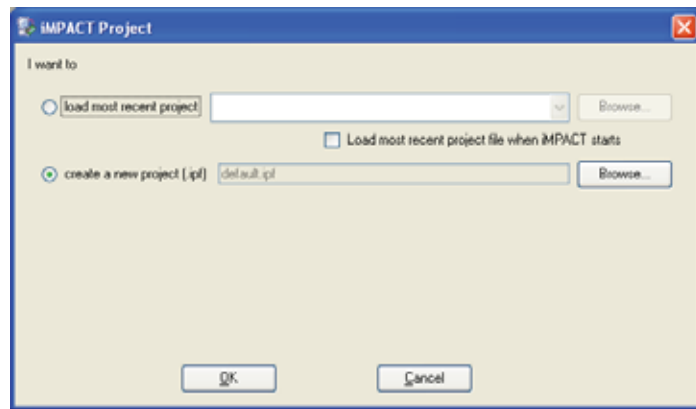 iMPACT Project
I want to
load most recent project
Browse...
Load most recent project file when iMPACT starts
create a new project (.ipf)
default.ipf
Browse...
OK
Cancel